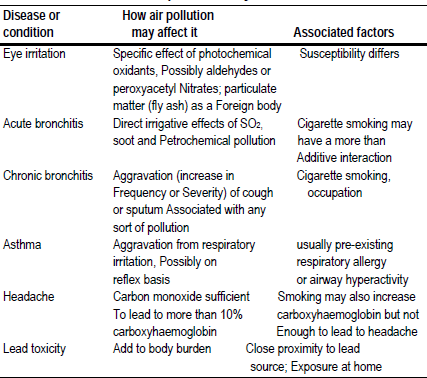 Disease or How air pollution
condition may affect it Associated factors
Eye irritation Specific effect of photochemical Susceptibility differs
oxidants, Possibly aldehydes or
peroxyacetyl Nitrates; particulate
matter (fly ash) as a Foreign body
Acute bronchitis Direct irrigative effects of SO₂, Cigarette smoking may
soot and Petrochemical pollution have a more than
Additive interaction
Chronic bronchitis Aggravation (increase in Cigarette smoking,
Frequency or Severity) of cough occupation
or sputum Associated with any
sort of pollution
Asthma Aggravation from respiratory usually pre-existing
irritation, Possibly on respiratory allergy
reflex basis or airway hyperactivity
Headache Carbon monoxide sufficient Smoking may also increase
To lead to more than 10% carboxyhaemoglobin but not
carboxyhaemoglobin Enough to lead to headache
Lead toxicity Add to body burden Close proximity to lead
source; Exposure at home